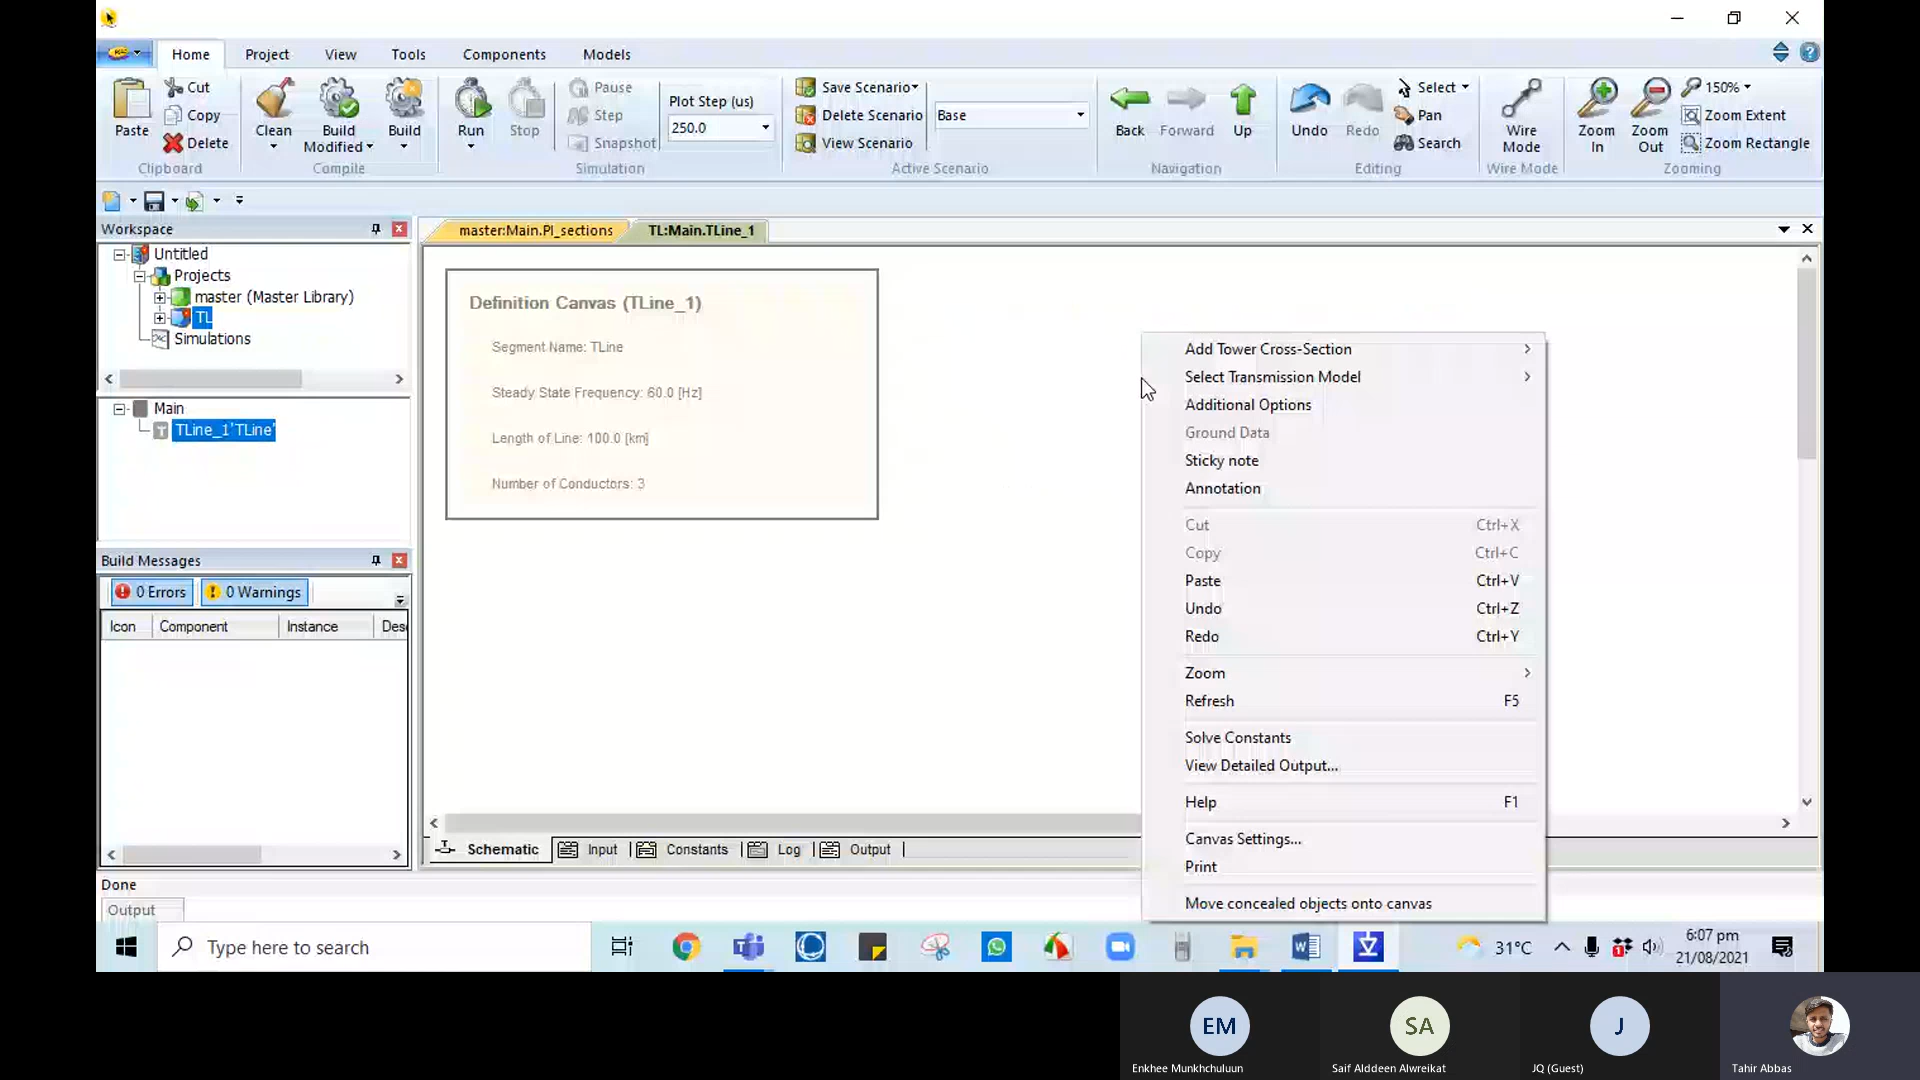 Home Project View Tools Components Models
Paste Cut Copy Delete Clipboard
Clean Build Modified Build Compile
Run Stop Pause Step Snapshot Plot Step (us) 250.0 Simulation
Save Scenario Delete Scenario View Scenario Base Active Scenario
Back Forward Up Navigation
Undo Redo Select Pan Search Editing
Wire Mode Wire Mode
Zoom In Zoom Out 150% Zoom Extent Zoom Rectangle Zooming
Workspace
Untitled
Projects
master (Master Library)
TL
Simulations
Main
TLine_1'TLine'
Build Messages
0 Errors 0 Warnings
Icon Component Instance Des
master:Main.PI_sections TL:Main.TLine_1
Definition Canvas (TLine_1)
Segment Name: TLine
Steady State Frequency: 60.0 [Hz]
Length of Line: 100.0 [km]
Number of Conductors: 3
Add Tower Cross-Section
Select Transmission Model
Additional Options
Ground Data
Sticky note
Annotation
Cut Ctrl+X
Copy Ctrl+C
Paste Ctrl+V
Undo Ctrl+Z
Redo Ctrl+Y
Zoom
Refresh F5
Solve Constants
View Detailed Output...
Help F1
Canvas Settings...
Print
Move concealed objects onto canvas
Schematic Input Constants Log Output
Done
Output
Type here to search
31°C
6:07 pm
21/08/2021
EM SA J
Enkhee Munkhchuluun Saif Alddeen Alwreikat JQ (Guest) Tahir Abbas